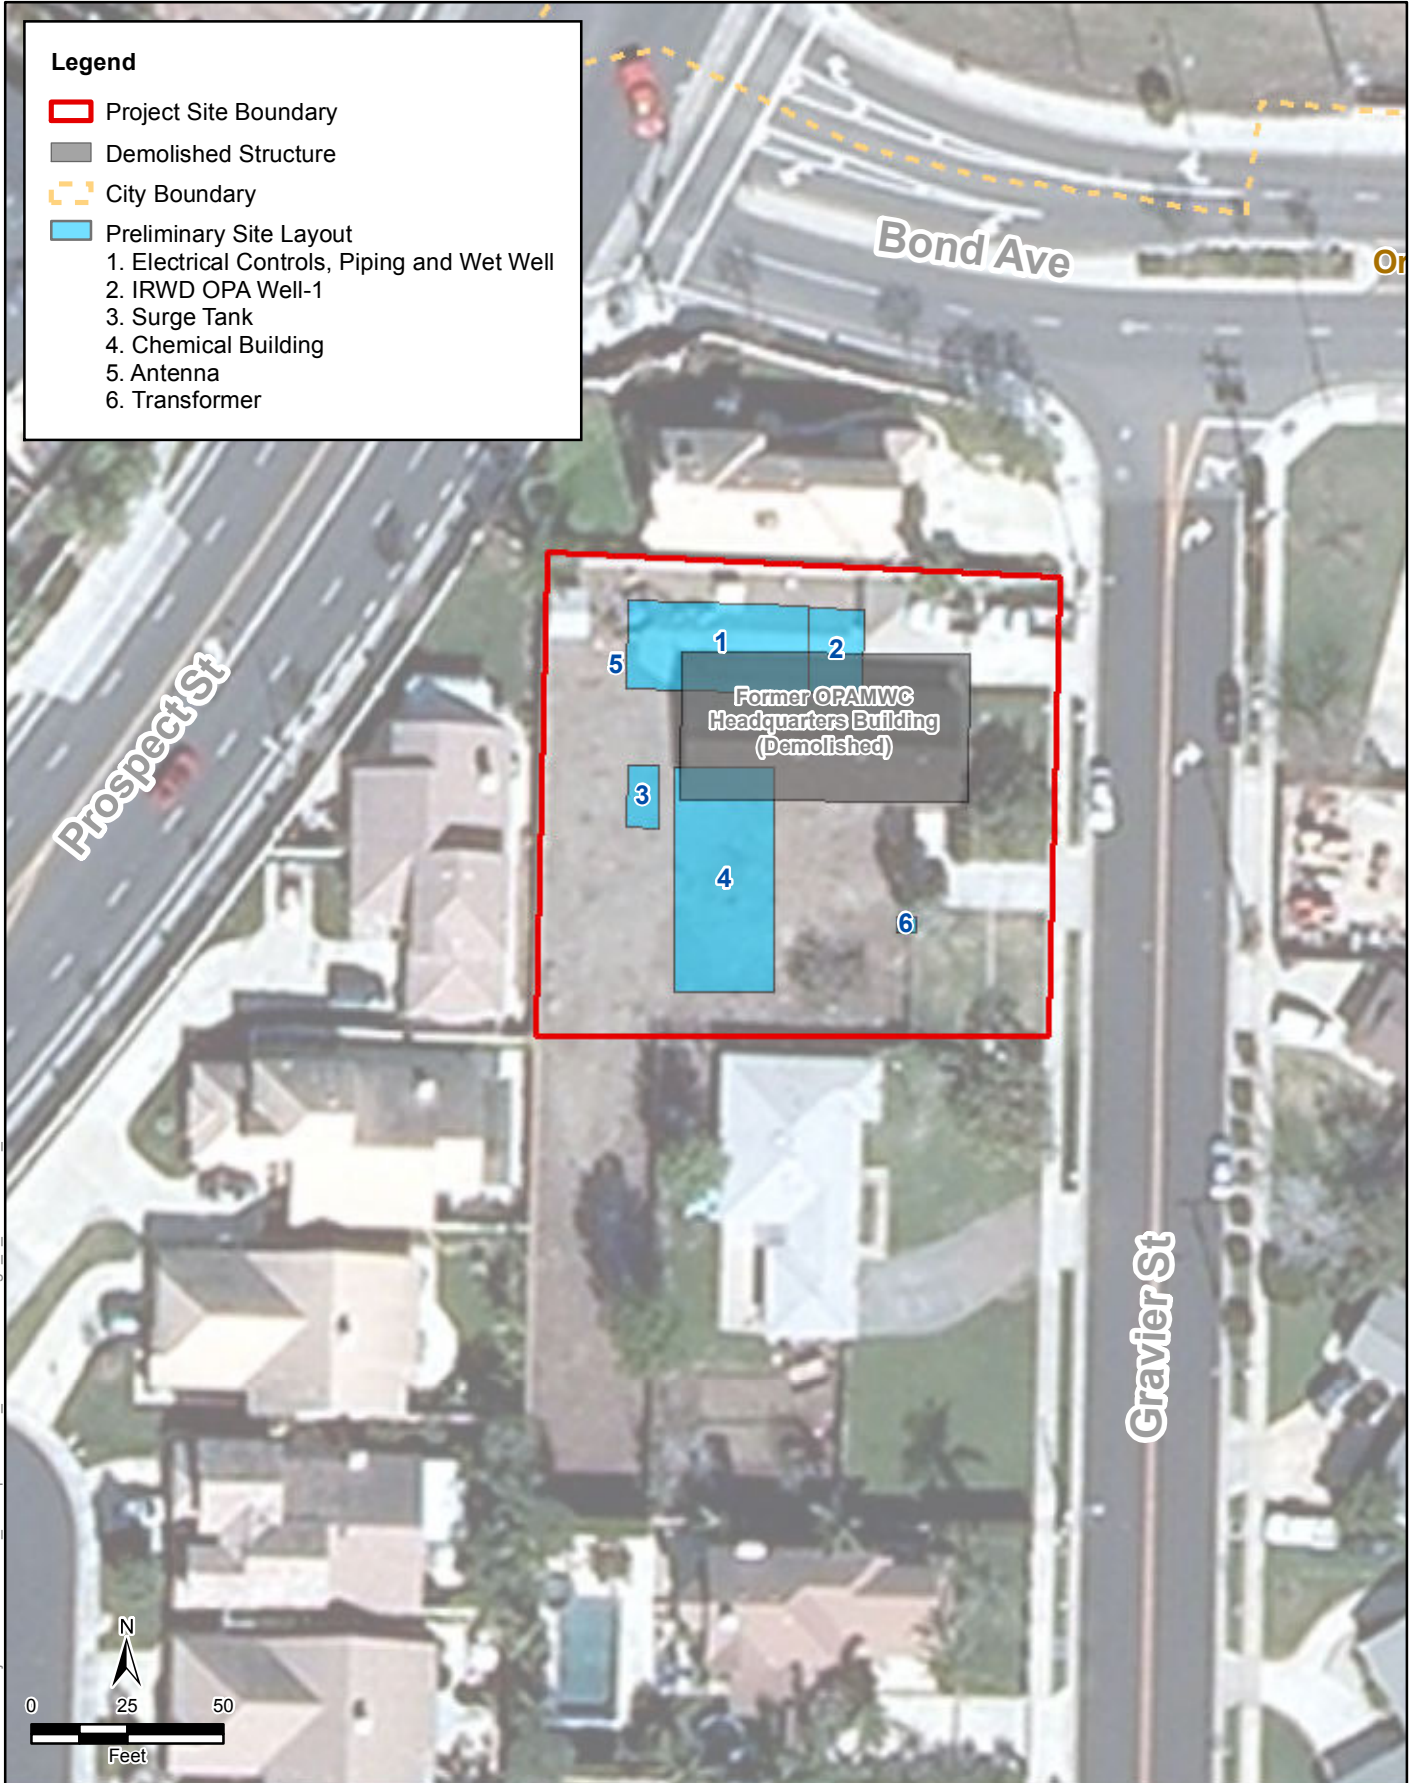 Legend
Project Site Boundary
Demolished Structure
City Boundary
Preliminary Site Layout
1. Electrical Controls, Piping and Wet Well
2. IRWD OPA Well-1
3. Surge Tank
4. Chemical Building
5. Antenna
6. Transformer
Bond Ave
Or
1
2
5
Former OPAMWC
Headquarters Building
(Demolished)
Prospect St
3
4
6
Gravier St
N
0 25 50
Feet